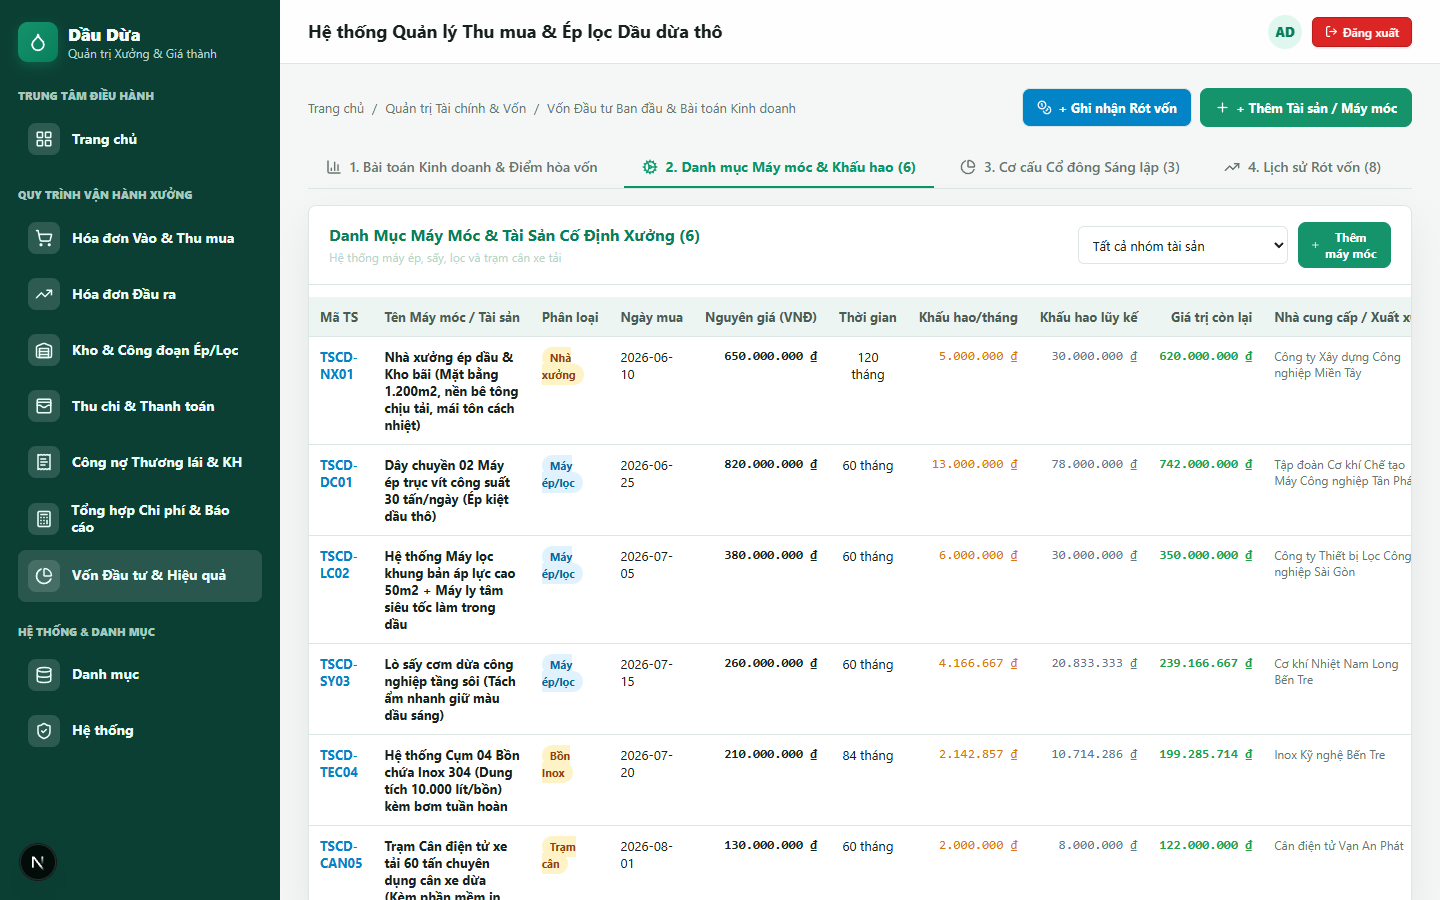 Dầu Dừa
Quản trị Xưởng & Giá thành
TRUNG TÂM ĐIỀU HÀNH
Trang chủ
QUY TRÌNH VẬN HÀNH XƯỞNG
Hóa đơn Vào & Thu mua
Hóa đơn Đầu ra
Kho & Công đoạn Ép/Lọc
Thu chi & Thanh toán
Công nợ Thương lái & KH
Tổng hợp Chi phí & Báo
cáo
Vốn Đầu tư & Hiệu quả
HỆ THỐNG & DANH MỤC
Danh mục
Hệ thống
N
Hệ thống Quản lý Thu mua & Ép lọc Dầu dừa thô
AD
Đăng xuất
Trang chủ / Quản trị Tài chính & Vốn / Vốn Đầu tư Ban đầu & Bài toán Kinh doanh
+ Ghi nhận Rót vốn
+ + Thêm Tài sản / Máy móc
1. Bài toán Kinh doanh & Điểm hòa vốn
2. Danh mục Máy móc & Khấu hao (6)
3. Cơ cấu Cổ đông Sáng lập (3)
4. Lịch sử Rót vốn (8)
Danh Mục Máy Móc & Tài Sản Cố Định Xưởng (6)
Hệ thống máy ép, sấy, lọc và trạm cân xe tải
Tất cả nhóm tài sản
+ Thêm
máy móc
Mã TS Tên Máy móc / Tài sản Phân loại Ngày mua Nguyên giá (VNĐ) Thời gian Khấu hao/tháng Khấu hao lũy kế Giá trị còn lại Nhà cung cấp / Xuất
TSCD-
NX01
Nhà xưởng ép dầu &
Kho bãi (Mặt bằng
1.200m2, nền bê tông
chịu tải, mái tôn cách
nhiệt)
Nhà
xưởng
2026-06-
10
650.000.000 ₫
120
tháng
5.000.000 ₫
30.000.000 ₫
620.000.000 ₫
Công ty Xây dựng Công
nghiệp Miền Tây
TSCD-
DC01
Dây chuyền 02 Máy
ép trục vít công suất
30 tấn/ngày (Ép kiệt
dầu thô)
Máy
ép/lọc
2026-06-
25
820.000.000 ₫
60 tháng
13.000.000 ₫
78.000.000 ₫
742.000.000 ₫
Tập đoàn Cơ khí Chế tạo
Máy Công nghiệp Tân
TSCD-
LC02
Hệ thống Máy lọc
khung bản áp lực cao
50m2 + Máy ly tâm
siêu tốc làm trong
dầu
Máy
ép/lọc
2026-07-
05
380.000.000 ₫
60 tháng
6.000.000 ₫
30.000.000 ₫
350.000.000 ₫
Công ty Thiết bị Lọc Công
nghiệp Sài Gòn
TSCD-
SY03
Lò sấy cơm dừa công
nghiệp tầng sôi (Tách
ẩm nhanh giữ màu
dầu sáng)
Máy
ép/lọc
2026-07-
15
260.000.000 ₫
60 tháng
4.166.667 ₫
20.833.333 ₫
239.166.667 ₫
Cơ khí Nhiệt Nam Long
Bến Tre
TSCD-
TEC04
Hệ thống Cụm 04 Bồn
chứa Inox 304 (Dung
tích 10.000 lít/bồn)
kèm bơm tuần hoàn
Bồn
Inox
2026-07-
20
210.000.000 ₫
84 tháng
2.142.857 ₫
10.714.286 ₫
199.285.714 ₫
Inox Kỹ nghệ Bến Tre
TSCD-
CAN05
Trạm Cân điện tử xe
tải 60 tấn chuyên
dụng cân xe dừa
(Kèm phần mềm in
Trạm
cân
2026-08-
01
130.000.000 ₫
60 tháng
2.000.000 ₫
8.000.000 ₫
122.000.000 ₫
Cân điện tử Vạn An Phát